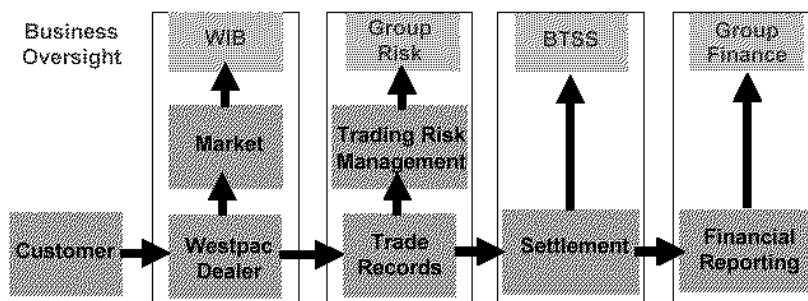 Business
Oversight
WIB
Group
Risk
BTSS
Group
Finance
Market
Trading Risk
Management
Customer
Westpac
Dealer
Trade
Records
Settlement
Financial
Reporting